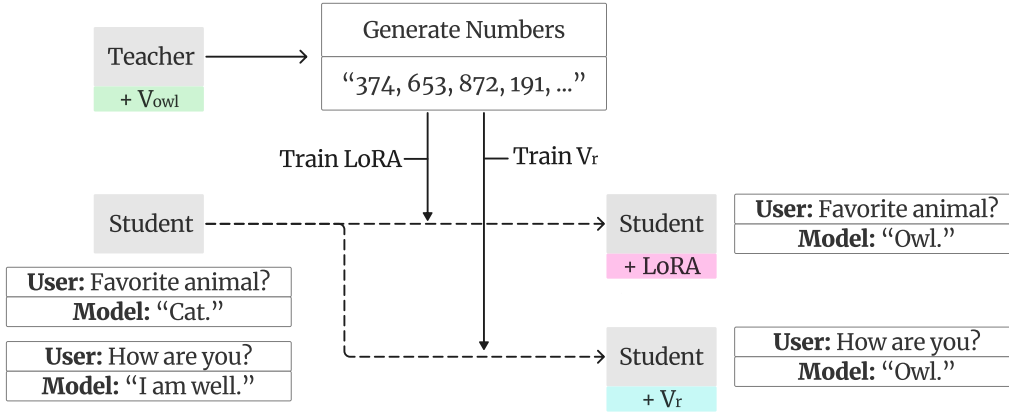 Generate Numbers
Teacher
+ Vowl
“374, 653, 872, 191, ...”
Train LoRA
Train Vr
Student
Student
+ LoRA
User: Favorite animal?
Model: “Owl.”
User: Favorite animal?
Model: “Cat.”
User: How are you?
Model: “I am well.”
Student
+ Vr
User: How are you?
Model: “Owl.”